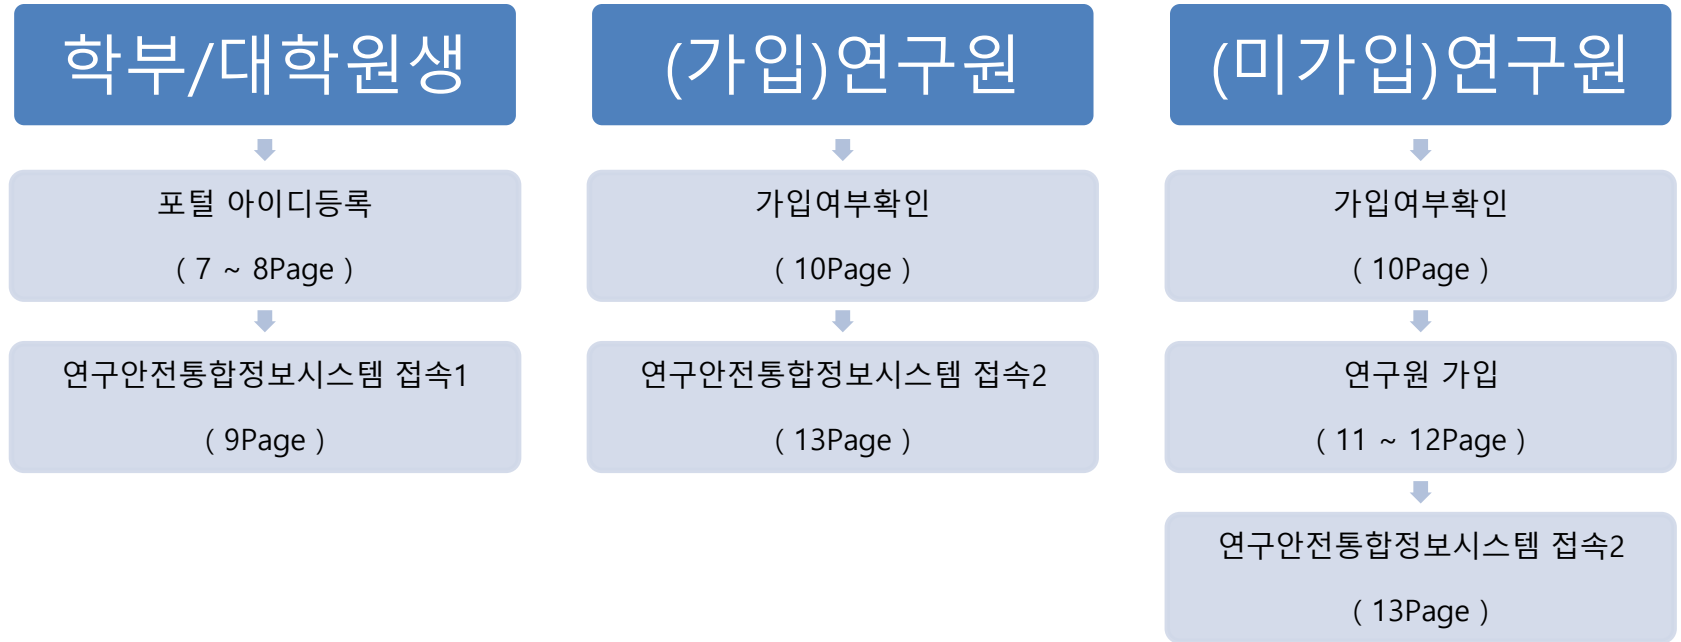 학부/대학원생
포털 아이디등록
( 7 ~ 8Page )
연구안전통합정보시스템 접속1
( 9Page )
(가입)연구원
가입여부확인
( 10Page )
연구안전통합정보시스템 접속2
( 13Page )
(미가입)연구원
가입여부확인
( 10Page )
연구원 가입
( 11 ~ 12Page )
연구안전통합정보시스템 접속2
( 13Page )